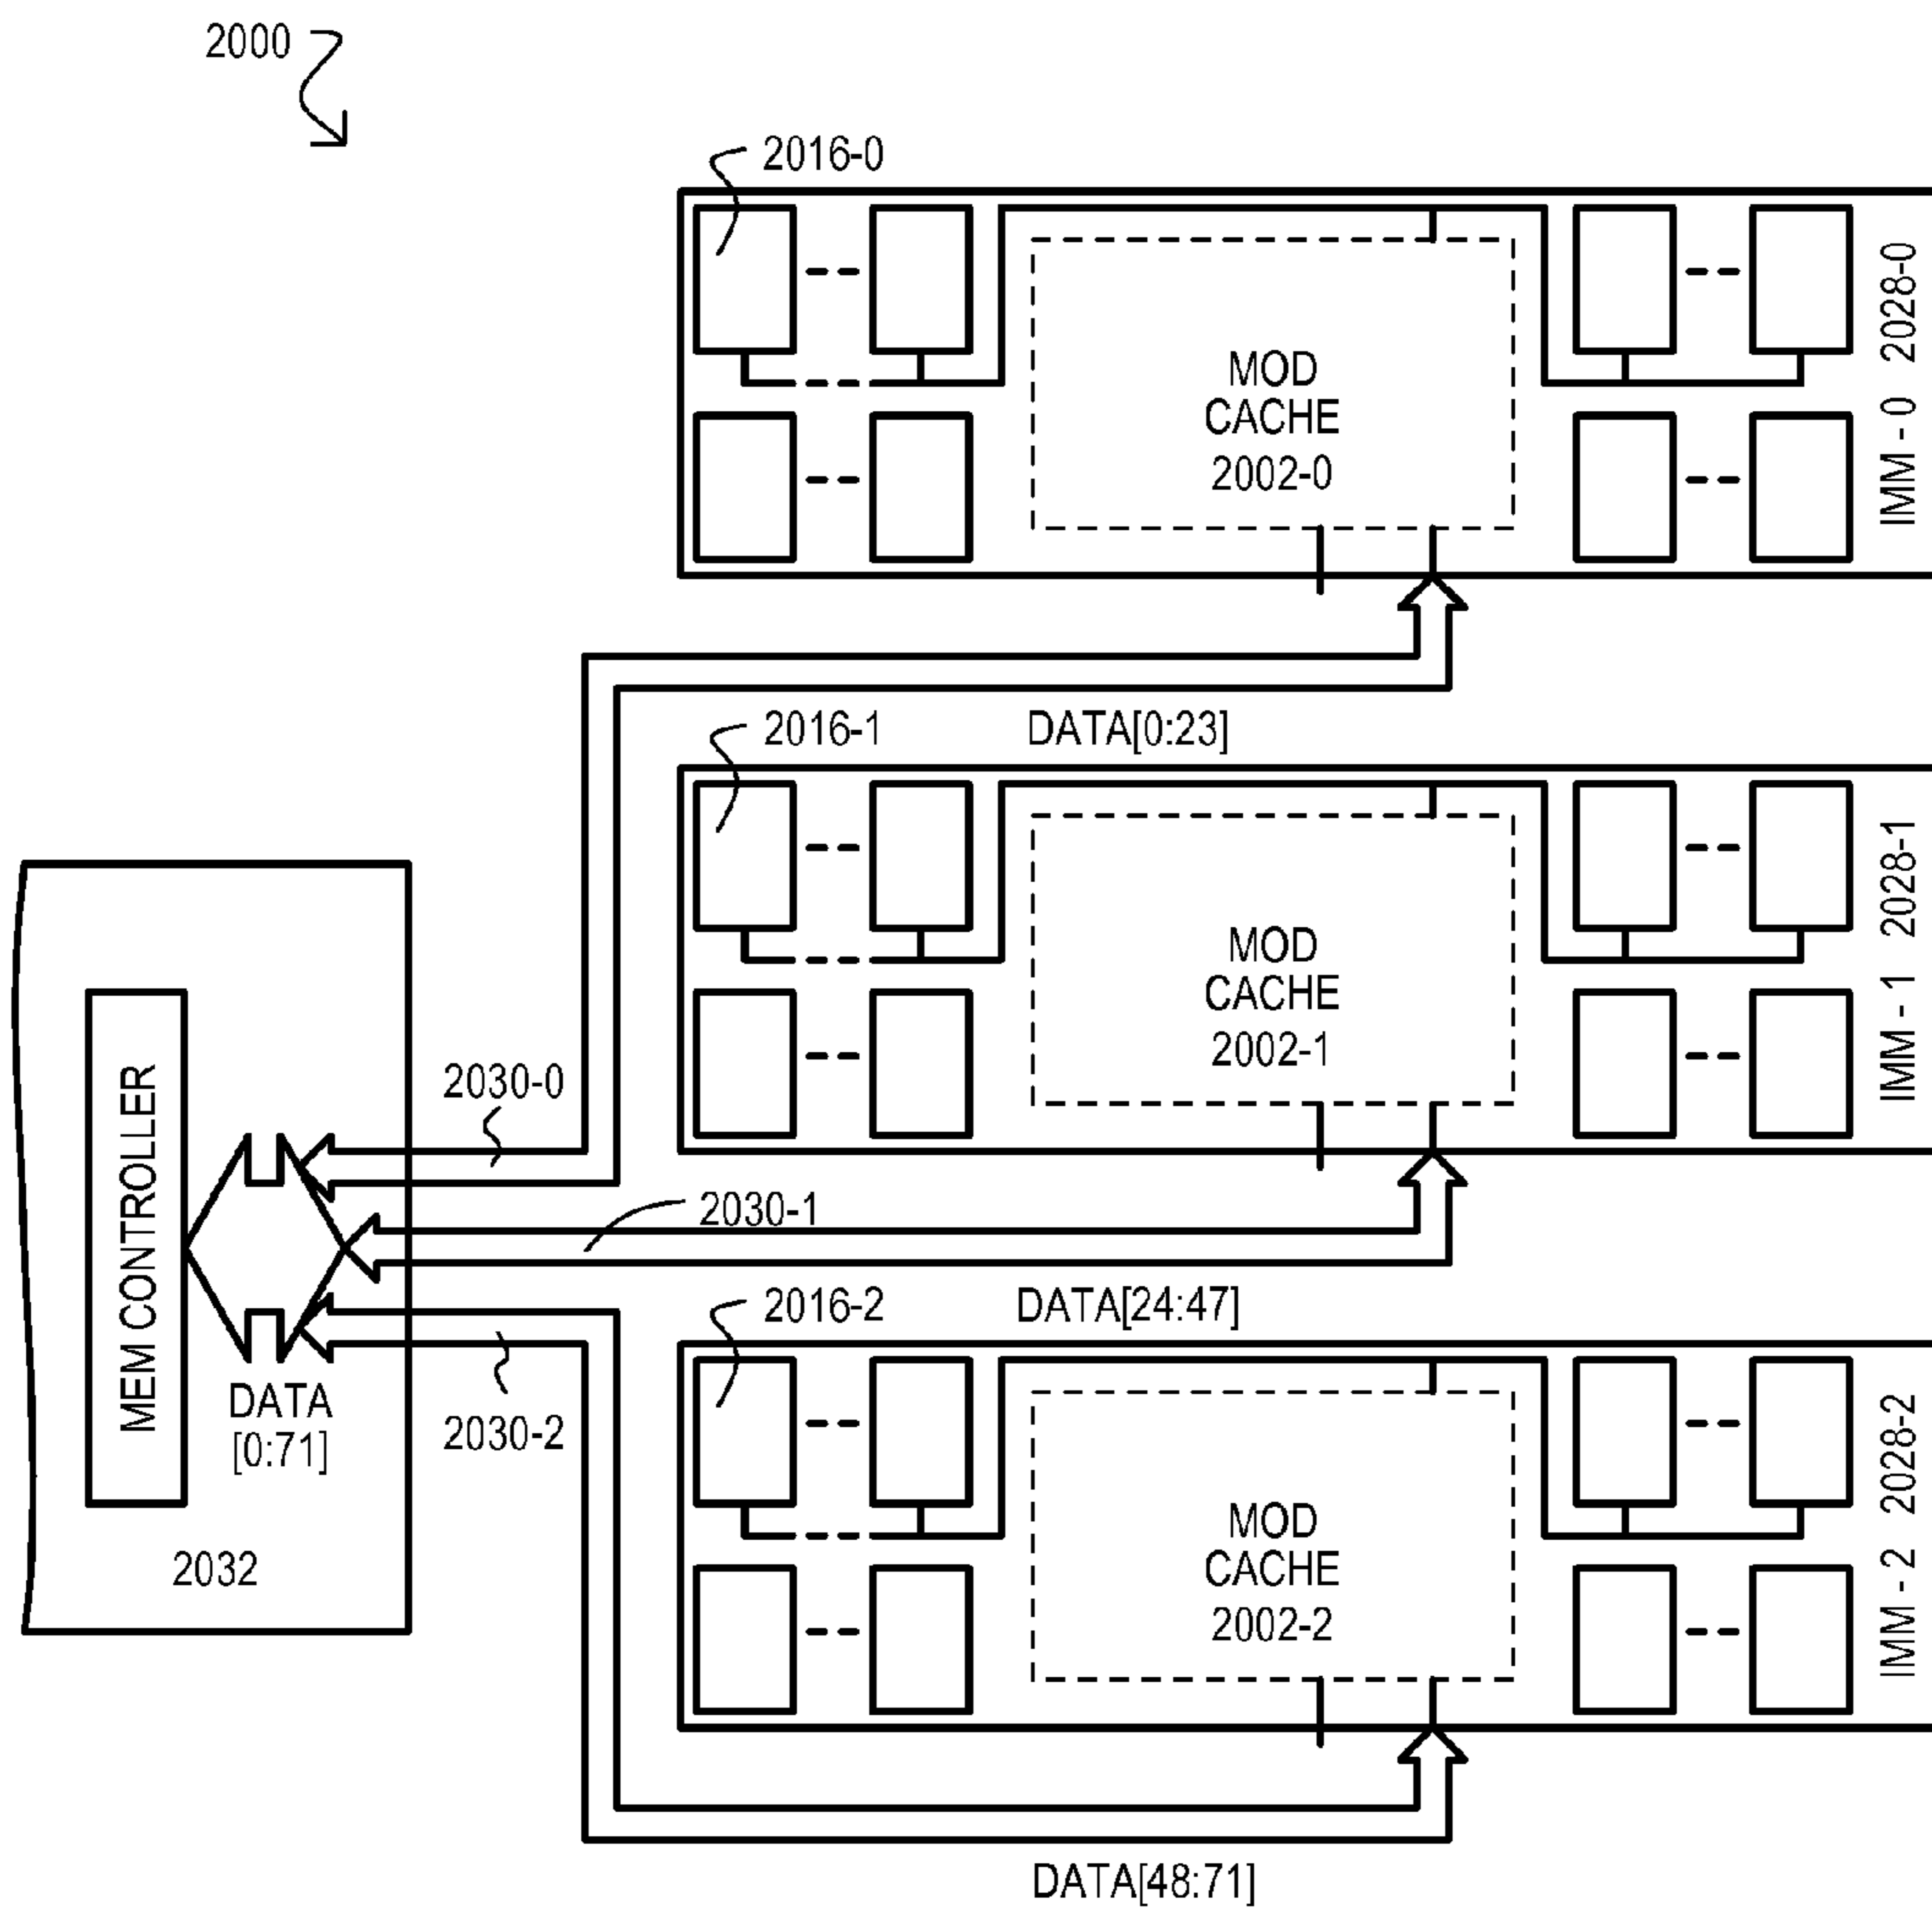 2000
2016-0
MOD
CACHE
2002-0
IMM - 0 2028-0
2016-1
DATA[0:23]
MOD
CACHE
2002-1
IMM - 1 2028-1
2030-0
MEM CONTROLLER
2030-1
2016-2
DATA[24:47]
DATA
[0:71]
2030-2
MOD
CACHE
2002-2
IMM - 2 2028-2
2032
DATA[48:71]